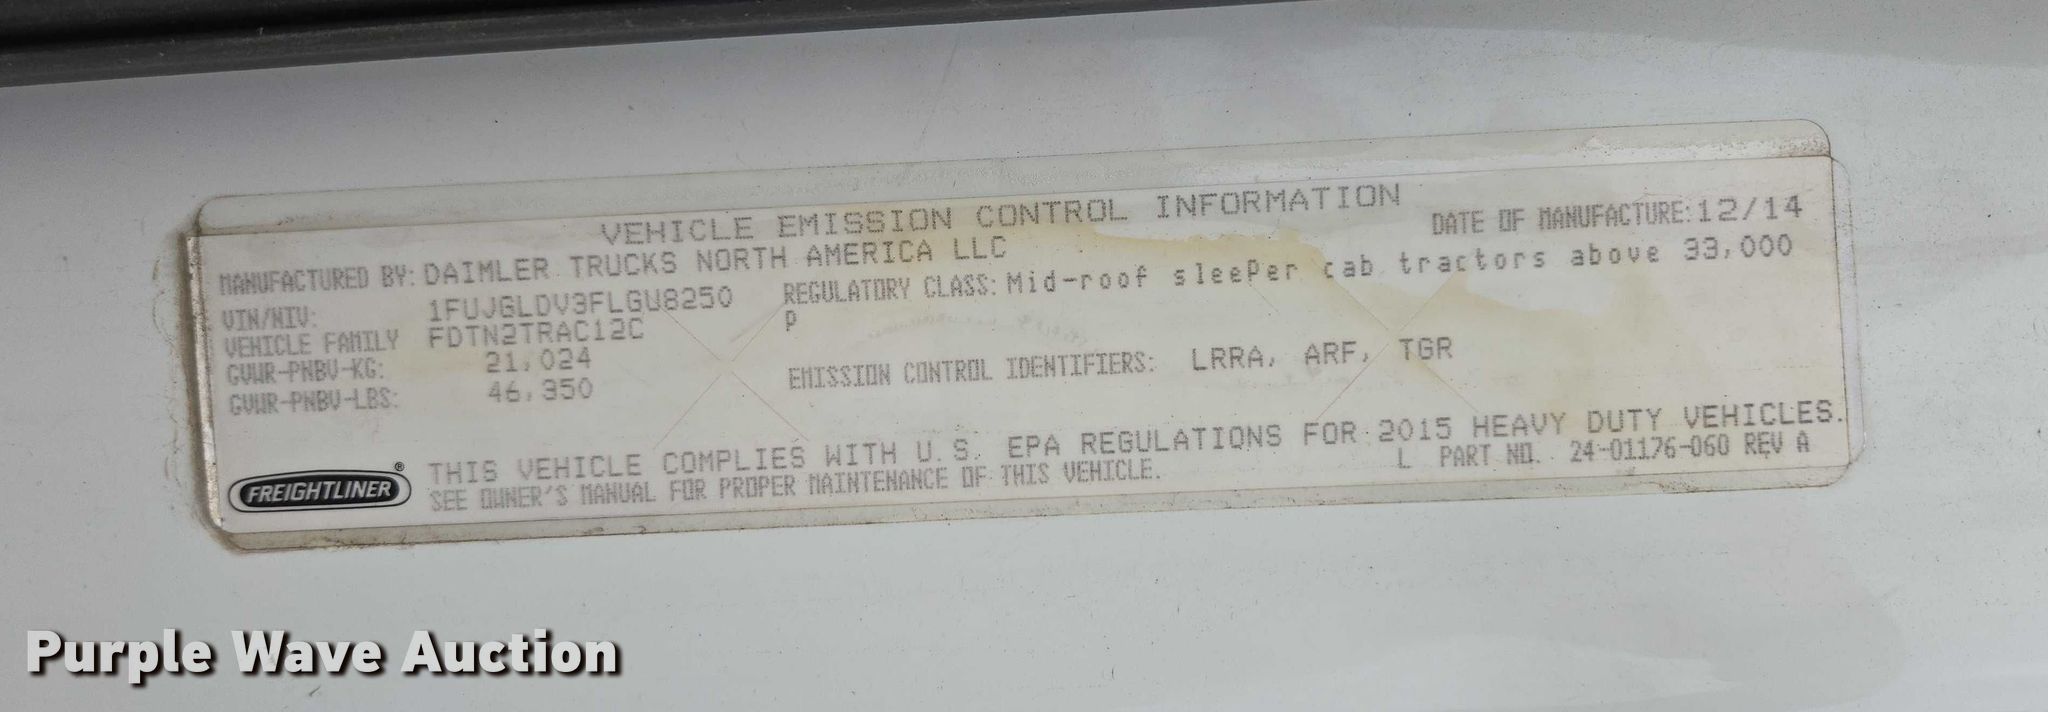 VEHICLE EMISSION CONTROL INFORMATION
DATE OF MANUFACTURE: 12/14
MANUFACTURED BY: DAIMLER TRUCKS NORTH AMERICA LLC
VIN/NIV: 1FUJGLDV3FLGW8250
REGULATORY CLASS: Mid-roof sleeper cab tractors above 33,000
p
VEHICLE FAMILY FDTN2TRAC12C
GVWR-PNBV-KG: 21,024
EMISSION CONTROL IDENTIFIERS: LRRA, ARF, TGR
GVWR-PNBV-LBS: 46,350
THIS VEHICLE COMPLIES WITH U.S. EPA REGULATIONS FOR 2015 HEAVY DUTY VEHICLES.
SEE OWNER'S MANUAL FOR PROPER MAINTENANCE OF THIS VEHICLE.
L PART NO. 24-01176-060 REV A
FREIGHTLINER®
Purple Wave Auction